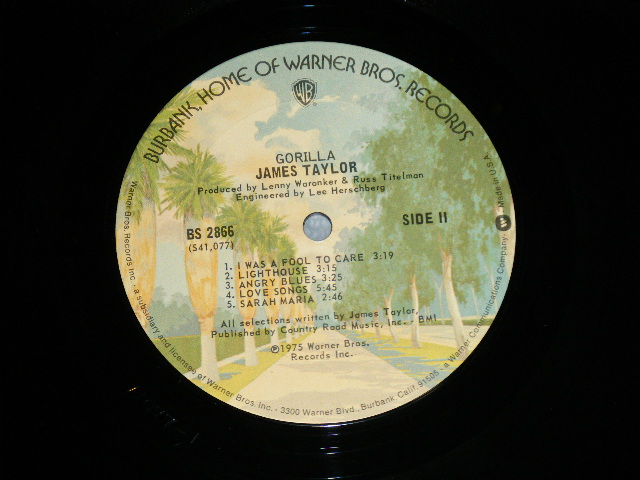 BURBANK, HOME OF WARNER BROS. RECORDS
WB
GORILLA
JAMES TAYLOR
Produced by Lenny Waronker & Russ Titelman
Engineered by Lee Herschberg
BS 2866
(S41,077)
SIDE II
1. I WAS A FOOL TO CARE 3:19
2. LIGHTHOUSE 3:15
3. ANGRY BLUES 3:25
4. LOVE SONGS 5:45
5. SARAH MARIA 2:46
All selections written by James Taylor,
Published by Country Road Music, Inc. - BMI
℗1975 Warner Bros.
Records Inc.
Warner Bros. Records Inc. - a subsidiary and licensee of Warner Bros. Inc. - 3300 Warner Blvd., Burbank Calif. 91505 - a Warner Communications Company. Made in U.S.A.